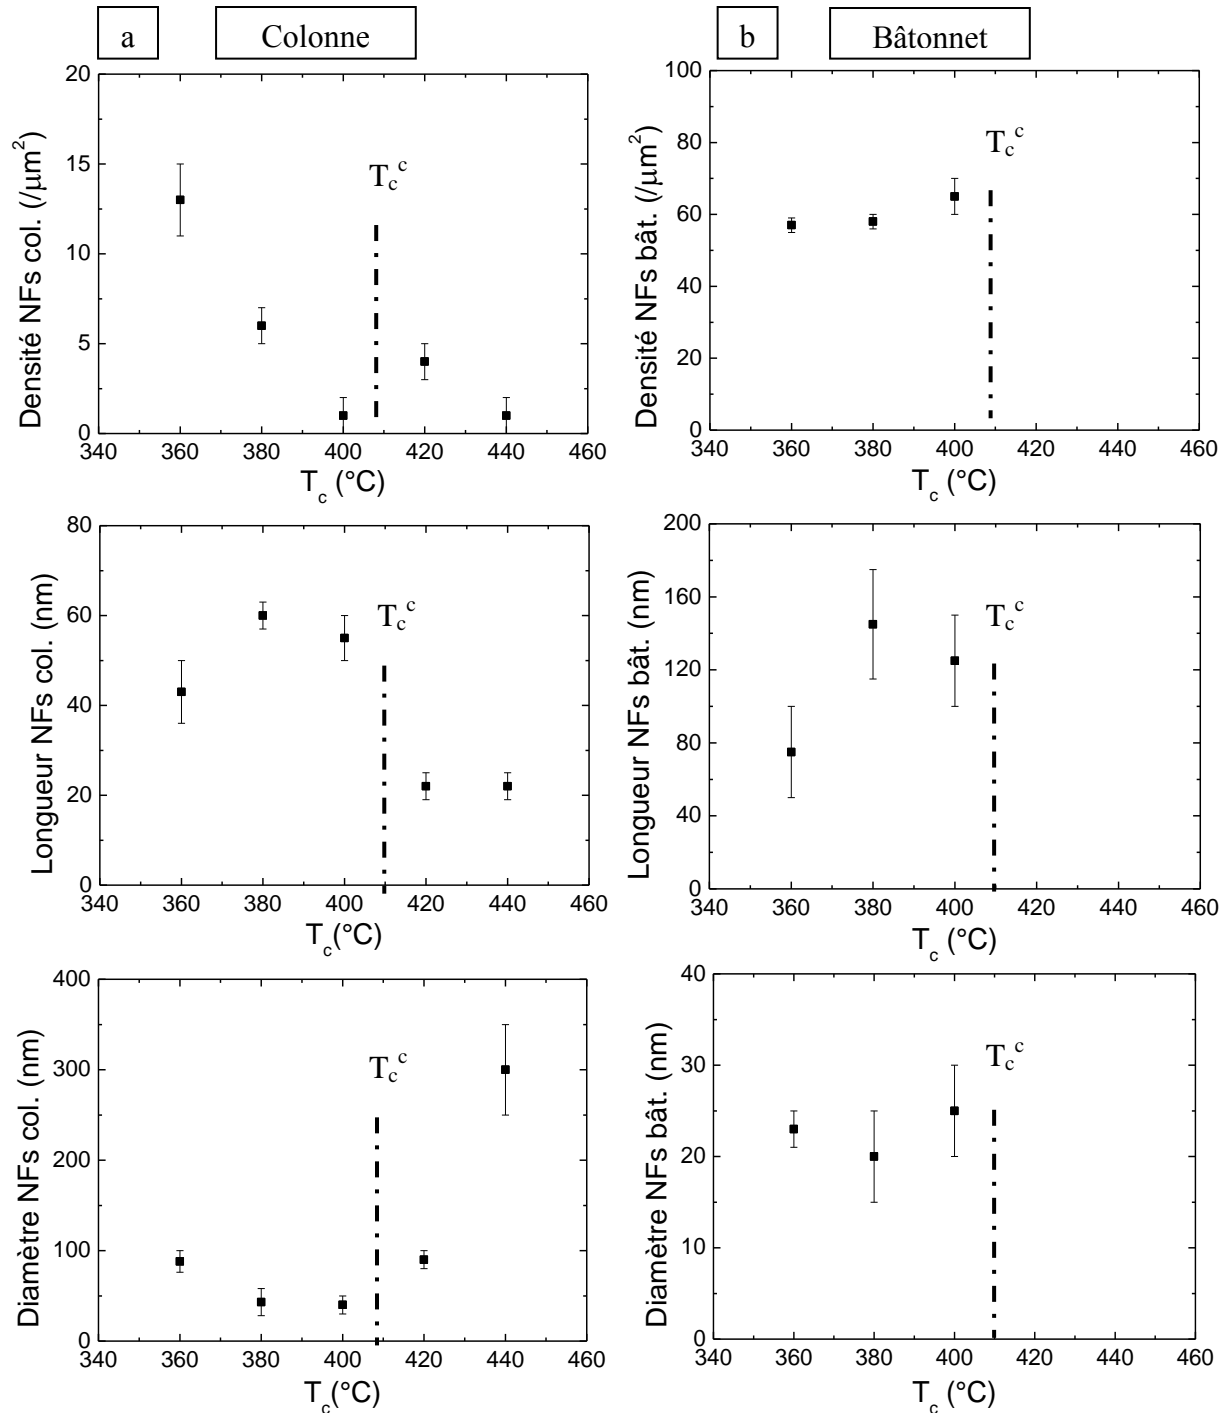 a
Colonne
b
Bâtonnet
20
15
10
5
0
Densité NFs col. (/μm²)
T_c^c
340 360 380 400 420 440 460
T_c (°C)
100
80
60
40
20
0
Densité NFs bât. (/μm²)
T_c^c
340 360 380 400 420 440 460
T_c (°C)
80
60
40
20
0
Longueur NFs col. (nm)
T_c^c
340 360 380 400 420 440 460
T_c(°C)
200
160
120
80
40
0
Longueur NFs bât. (nm)
T_c^c
340 360 380 400 420 440 460
T_c (°C)
400
300
200
100
0
Diamètre NFs col. (nm)
T_c^c
340 360 380 400 420 440 460
T_c(°C)
40
30
20
10
0
Diamètre NFs bât. (nm)
T_c^c
340 360 380 400 420 440 460
T_c (°C)